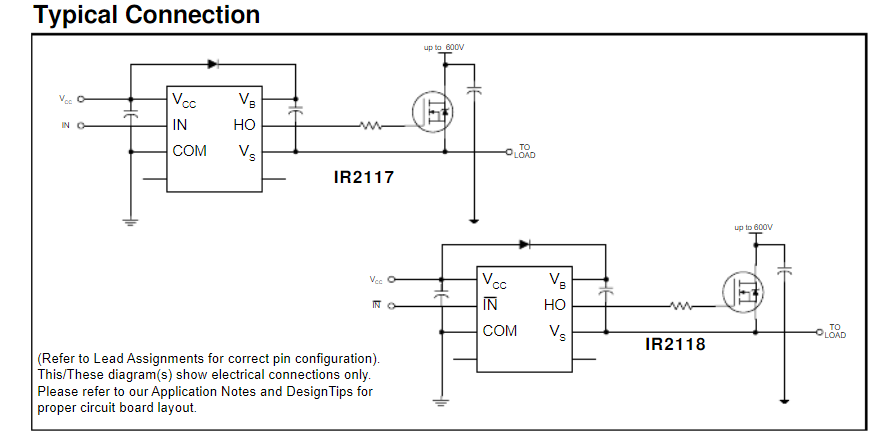 Typical Connection
up to 600V
Vcc
IN
VCC
VB
IN
HO
COM
VS
TO
LOAD
IR2117
up to 600V
Vcc
IN
VCC
VB
IN
HO
COM
VS
TO
LOAD
IR2118
(Refer to Lead Assignments for correct pin configuration).
This/These diagram(s) show electrical connections only.
Please refer to our Application Notes and DesignTips for
proper circuit board layout.